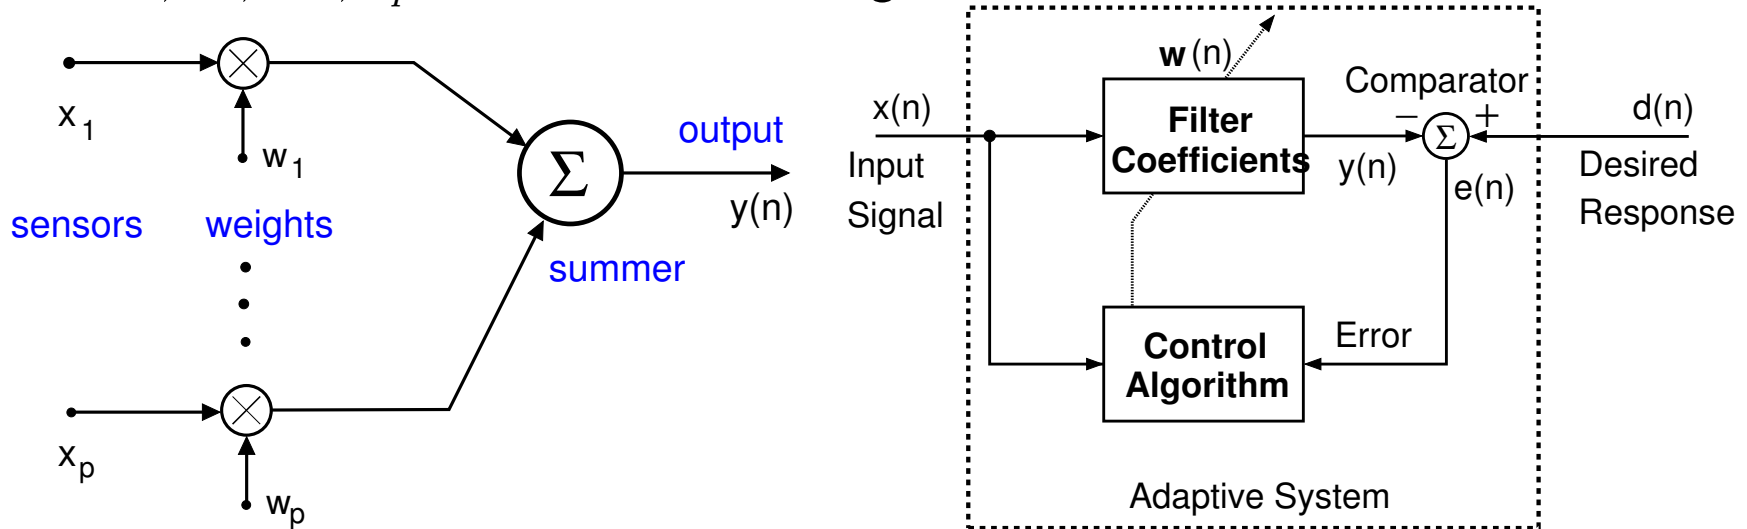 x1
w1
sensors
weights
Σ
output
y(n)
summer
xp
wp
w(n)
x(n)
Input
Signal
Filter
Coefficients
Comparator
− +
Σ
y(n)
e(n)
d(n)
Desired
Response
Control
Algorithm
Error
Adaptive System